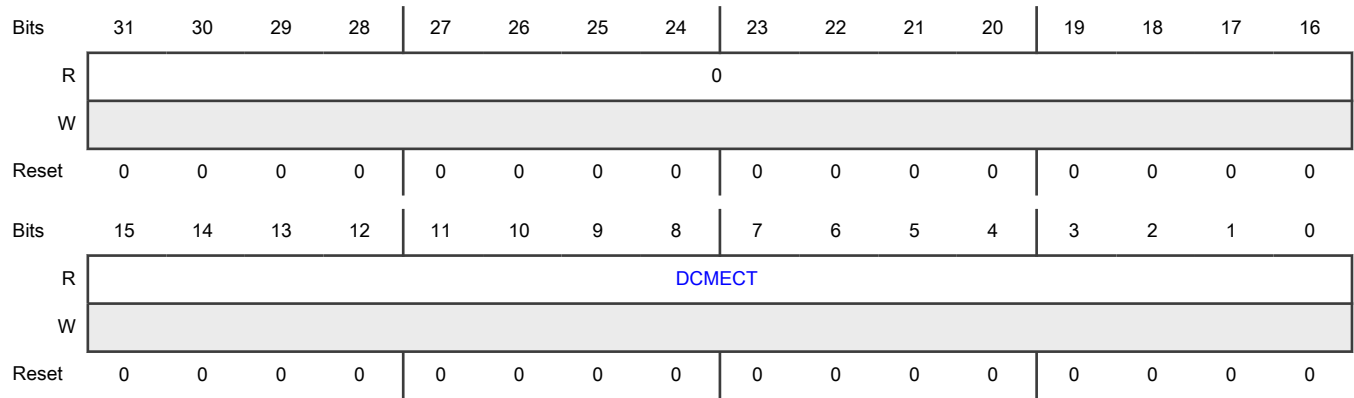 Bits 31 30 29 28 27 26 25 24 23 22 21 20 19 18 17 16
R 0
W
Reset 0 0 0 0 0 0 0 0 0 0 0 0 0 0 0 0
Bits 15 14 13 12 11 10 9 8 7 6 5 4 3 2 1 0
R DCMECT
W
Reset 0 0 0 0 0 0 0 0 0 0 0 0 0 0 0 0